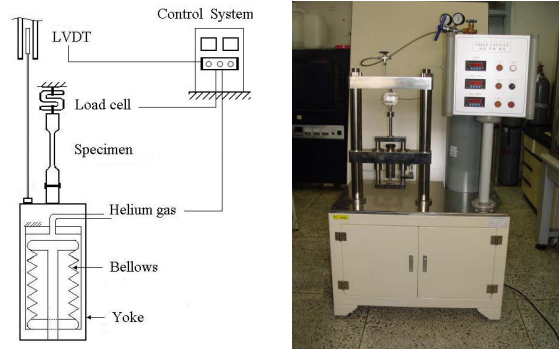 Control System
LVDT
Load cell
Specimen
Helium gas
Bellows
Yoke